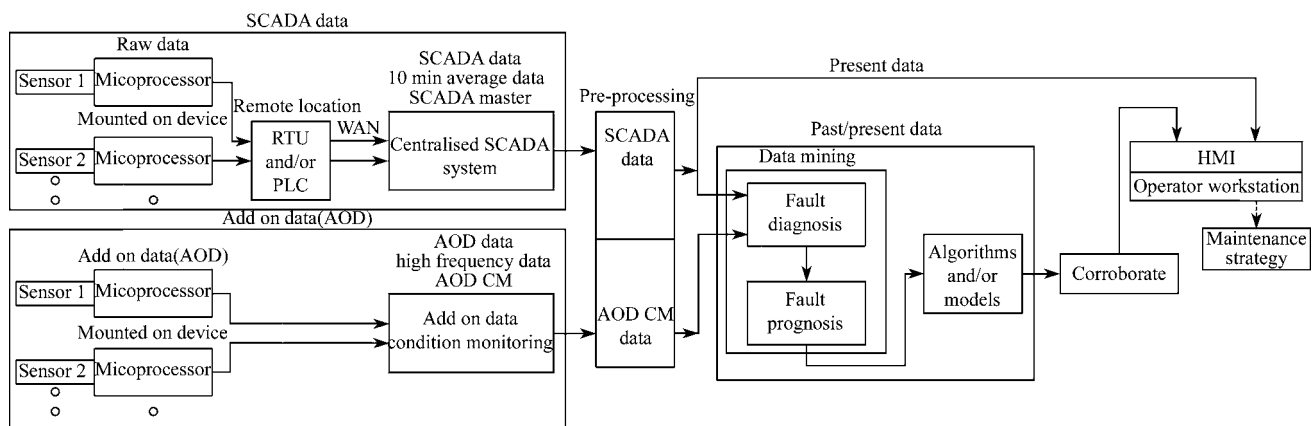 SCADA data
Raw data
Sensor 1
Micoprocessor
Mounted on device
Sensor 2
Micoprocessor
Remote location
RTU
and/or
PLC
WAN
SCADA data
10 min average data
SCADA master
Centralised SCADA
system
Add on data(AOD)
Add on data(AOD)
Sensor 1
Micoprocessor
Mounted on device
Sensor 2
Micoprocessor
AOD data
high frequency data
AOD CM
Add on data
condition monitoring
Pre-processing
SCADA
data
AOD CM
data
Present data
Past/present data
Data mining
Fault
diagnosis
Fault
prognosis
Algorithms
and/or
models
Corroborate
HMI
Operator workstation
Maintenance
strategy